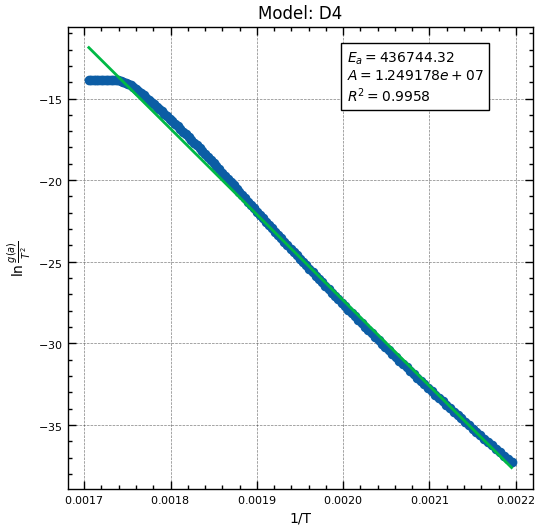 Model: D4
E_a = 436744.32
A = 1.249178e + 07
R² = 0.9958
ln g(a)/T²
−15
−20
−25
−30
−35
0.0017 0.0018 0.0019 0.0020 0.0021 0.0022
1/T